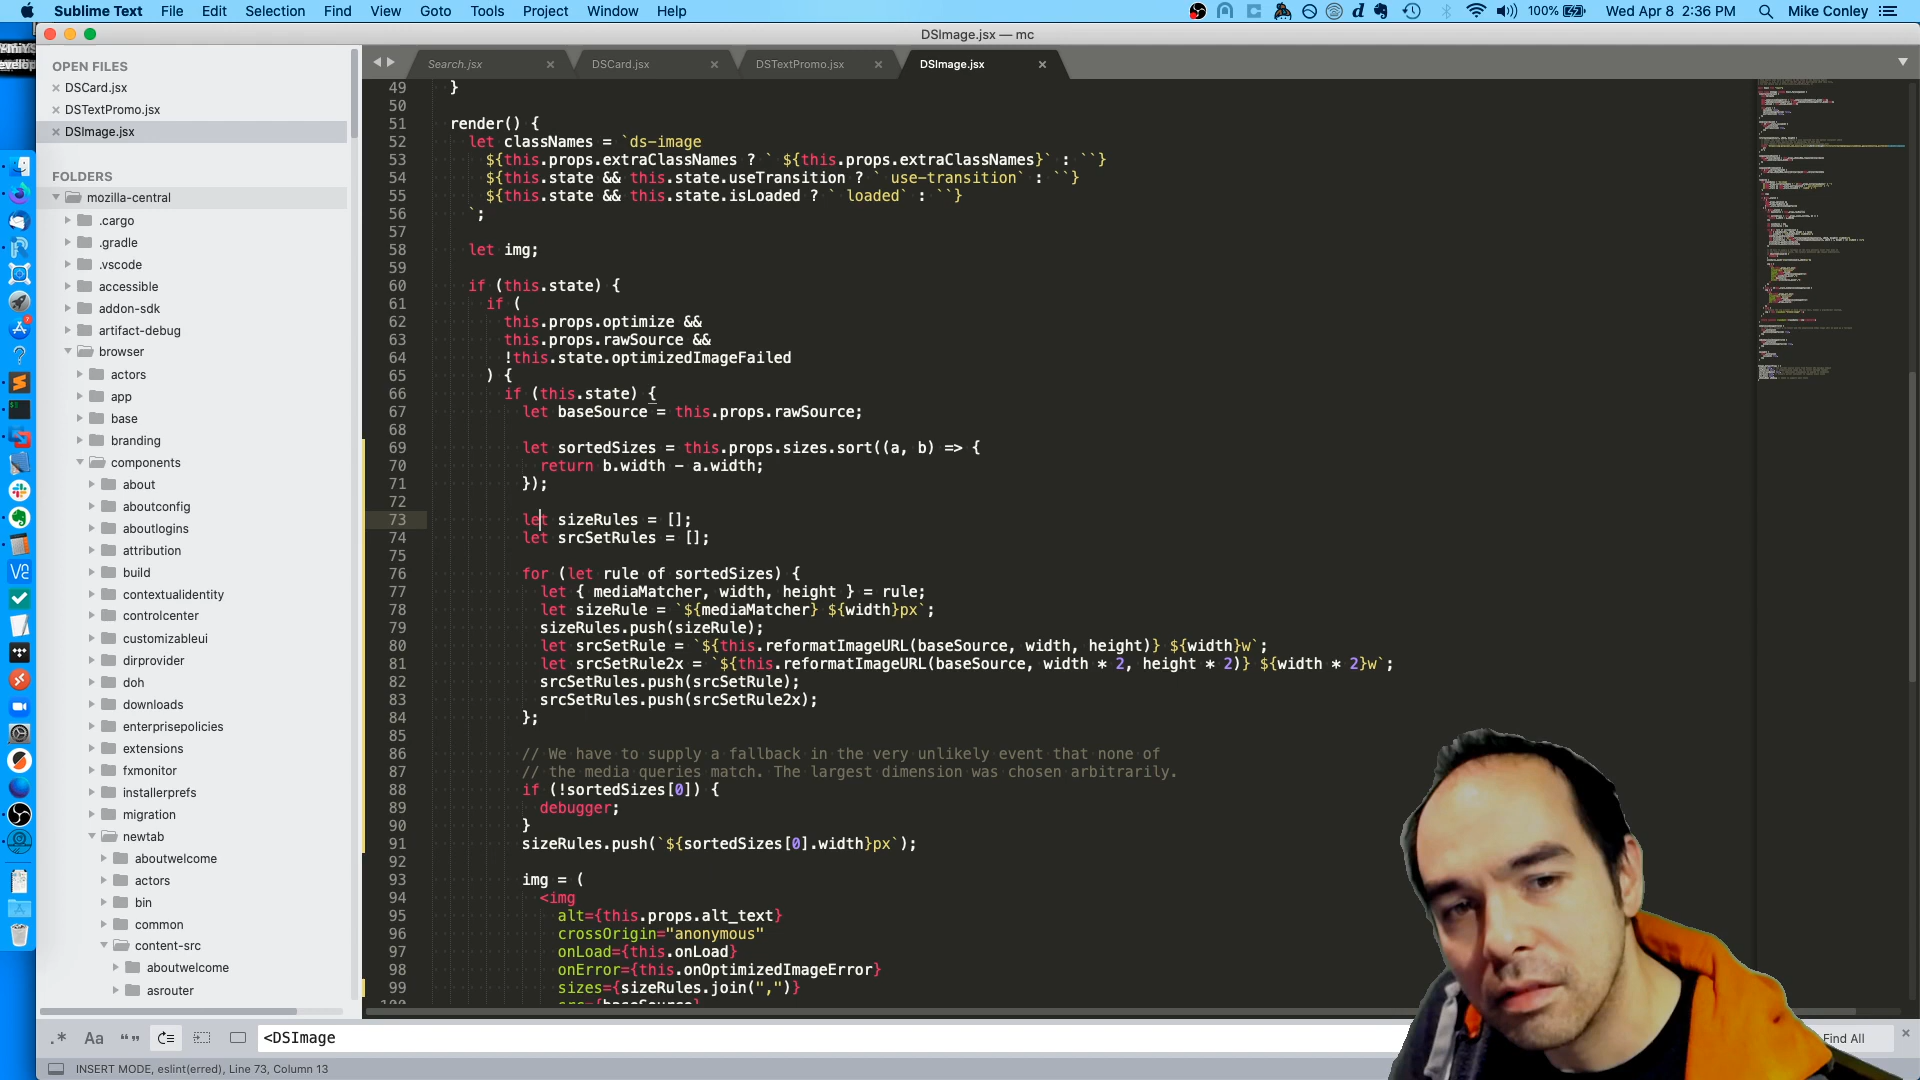 Sublime Text File Edit Selection Find View Goto Tools Project Window Help 100% Wed Apr 8 2:36 PM Mike Conley
DSImage.jsx — mc
OPEN FILES
DSCard.jsx
DSTextPromo.jsx
DSImage.jsx
FOLDERS
mozilla-central
.cargo
.gradle
.vscode
accessible
addon-sdk
artifact-debug
browser
actors
app
base
branding
components
about
aboutconfig
aboutlogins
attribution
build
contextualidentity
controlcenter
customizableui
dirprovider
doh
downloads
enterprisepolicies
extensions
fxmonitor
installerprefs
migration
newtab
aboutwelcome
actors
bin
common
content-src
aboutwelcome
asrouter
Search.jsx DSCard.jsx DSTextPromo.jsx DSImage.jsx
49 }
50
51 render() {
52 let classNames = `ds-image
53 ${this.props.extraClassNames ? ` ${this.props.extraClassNames}` : ``}
54 ${this.state && this.state.useTransition ? ` use-transition` : ``}
55 ${this.state && this.state.isLoaded ? ` loaded` : ``}
56 `;
57
58 let img;
59
60 if (this.state) {
61 if (
62 this.props.optimize &&
63 this.props.rawSource &&
64 !this.state.optimizedImageFailed
65 ) {
66 if (this.state) {
67 let baseSource = this.props.rawSource;
68
69 let sortedSizes = this.props.sizes.sort((a, b) => {
70 return b.width - a.width;
71 });
72
73 let sizeRules = [];
74 let srcSetRules = [];
75
76 for (let rule of sortedSizes) {
77 let { mediaMatcher, width, height } = rule;
78 let sizeRule = `${mediaMatcher} ${width}px`;
79 sizeRules.push(sizeRule);
80 let srcSetRule = `${this.reformatImageURL(baseSource, width, height)} ${width}w`;
81 let srcSetRule2x = `${this.reformatImageURL(baseSource, width * 2, height * 2)} ${width * 2}w`;
82 srcSetRules.push(srcSetRule);
83 srcSetRules.push(srcSetRule2x);
84 };
85
86 // We have to supply a fallback in the very unlikely event that none of
87 // the media queries match. The largest dimension was chosen arbitrarily.
88 if (!sortedSizes[0]) {
89 debugger;
90 }
91 sizeRules.push(`${sortedSizes[0].width}px`);
92
93 img = (
94 <img
95 alt={this.props.alt_text}
96 crossOrigin="anonymous"
97 onLoad={this.onLoad}
98 onError={this.onOptimizedImageError}
99 sizes={sizeRules.join(",")}
100 src={baseSource}
.* Aa “” <DSImage Find All
INSERT MODE, eslint(erred), Line 73, Column 13